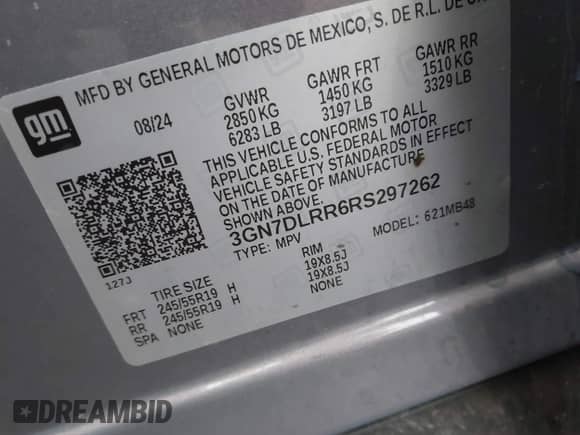 gm
MFD BY GENERAL MOTORS DE MEXICO, S. DE R.L. DE
08/24
GVWR
2850 KG
6283 LB
GAWR FRT
1450 KG
3197 LB
GAWR RR
1510 KG
3329 LB
THIS VEHICLE CONFORMS TO ALL
APPLICABLE U.S. FEDERAL MOTOR
VEHICLE SAFETY STANDARDS IN EFFECT
ON THE DATE OF MANUFACTURE
SHOWN ABOVE.
3GN7DLRR6RS297262
TYPE: MPV
MODEL: 621MB48
127J
TIRE SIZE
RIM
FRT 245/55R19 H 19X8.5J
RR 245/55R19 H 19X8.5J
SPA NONE NONE
DREAMBID